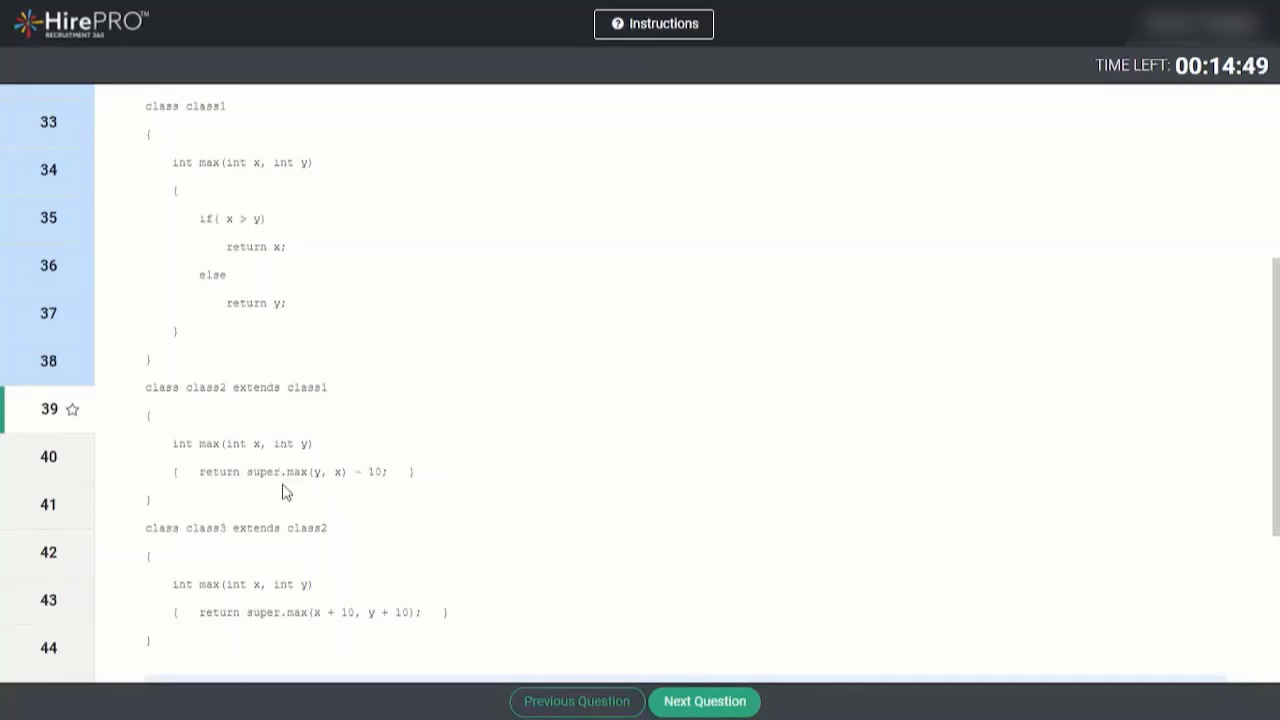 HirePRO™
RECRUITMENT 360
Instructions
TIME LEFT: 00:14:49
33
34
35
36
37
38
39
40
41
42
43
44
class class1
{
int max(int x, int y)
{
if( x > y)
return x;
else
return y;
}
}
class class2 extends class1
{
int max(int x, int y)
{ return super.max(y, x) - 10; }
}
class class3 extends class2
{
int max(int x, int y)
{ return super.max(x + 10, y + 10); }
}
Previous Question
Next Question